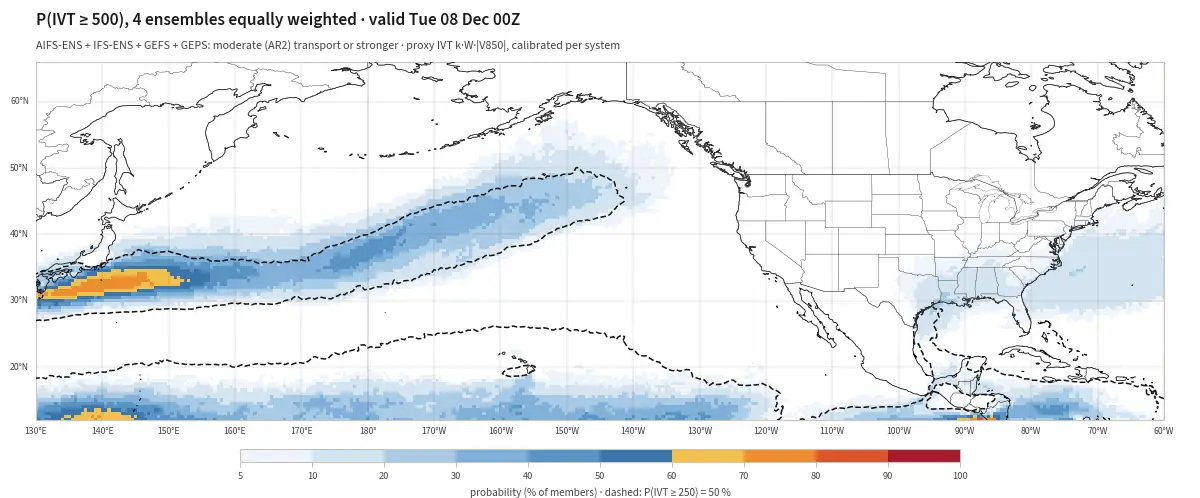 P(IVT ≥ 500), 4 ensembles equally weighted · valid Tue 08 Dec 00Z
AIFS-ENS + IFS-ENS + GEFS + GEPS: moderate (AR2) transport or stronger · proxy IVT k·W·|V850|, calibrated per system
60°N
50°N
40°N
30°N
20°N
130°E 140°E 150°E 160°E 170°E 180° 170°W 160°W 150°W 140°W 130°W 120°W 110°W 100°W 90°W 80°W 70°W 60°W
5 10 20 30 40 50 60 70 80 90 100
probability (% of members) · dashed: P(IVT ≥ 250) = 50 %